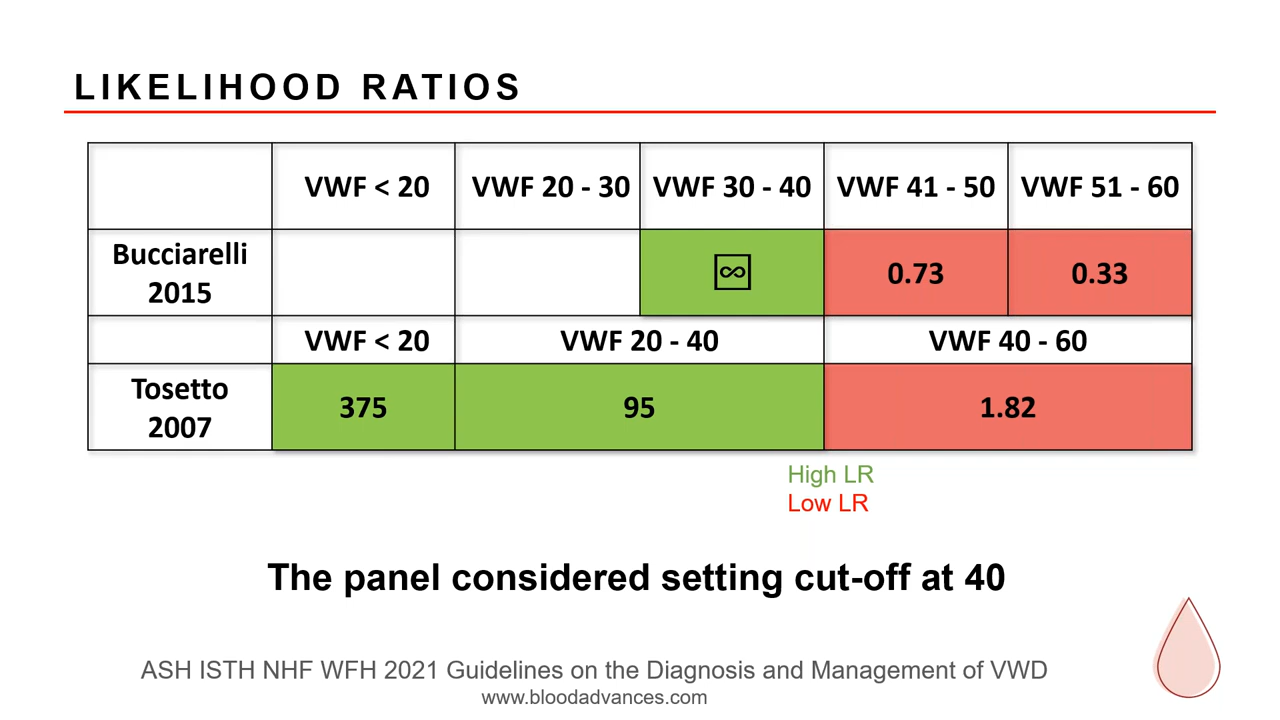 LIKELIHOOD RATIOS
VWF < 20
VWF 20 - 30
VWF 30 - 40
VWF 41 - 50
VWF 51 - 60
Bucciarelli
2015
∞
0.73
0.33
VWF < 20
VWF 20 - 40
VWF 40 - 60
Tosetto
2007
375
95
1.82
High LR
Low LR
The panel considered setting cut-off at 40
ASH ISTH NHF WFH 2021 Guidelines on the Diagnosis and Management of VWD
www.bloodadvances.com